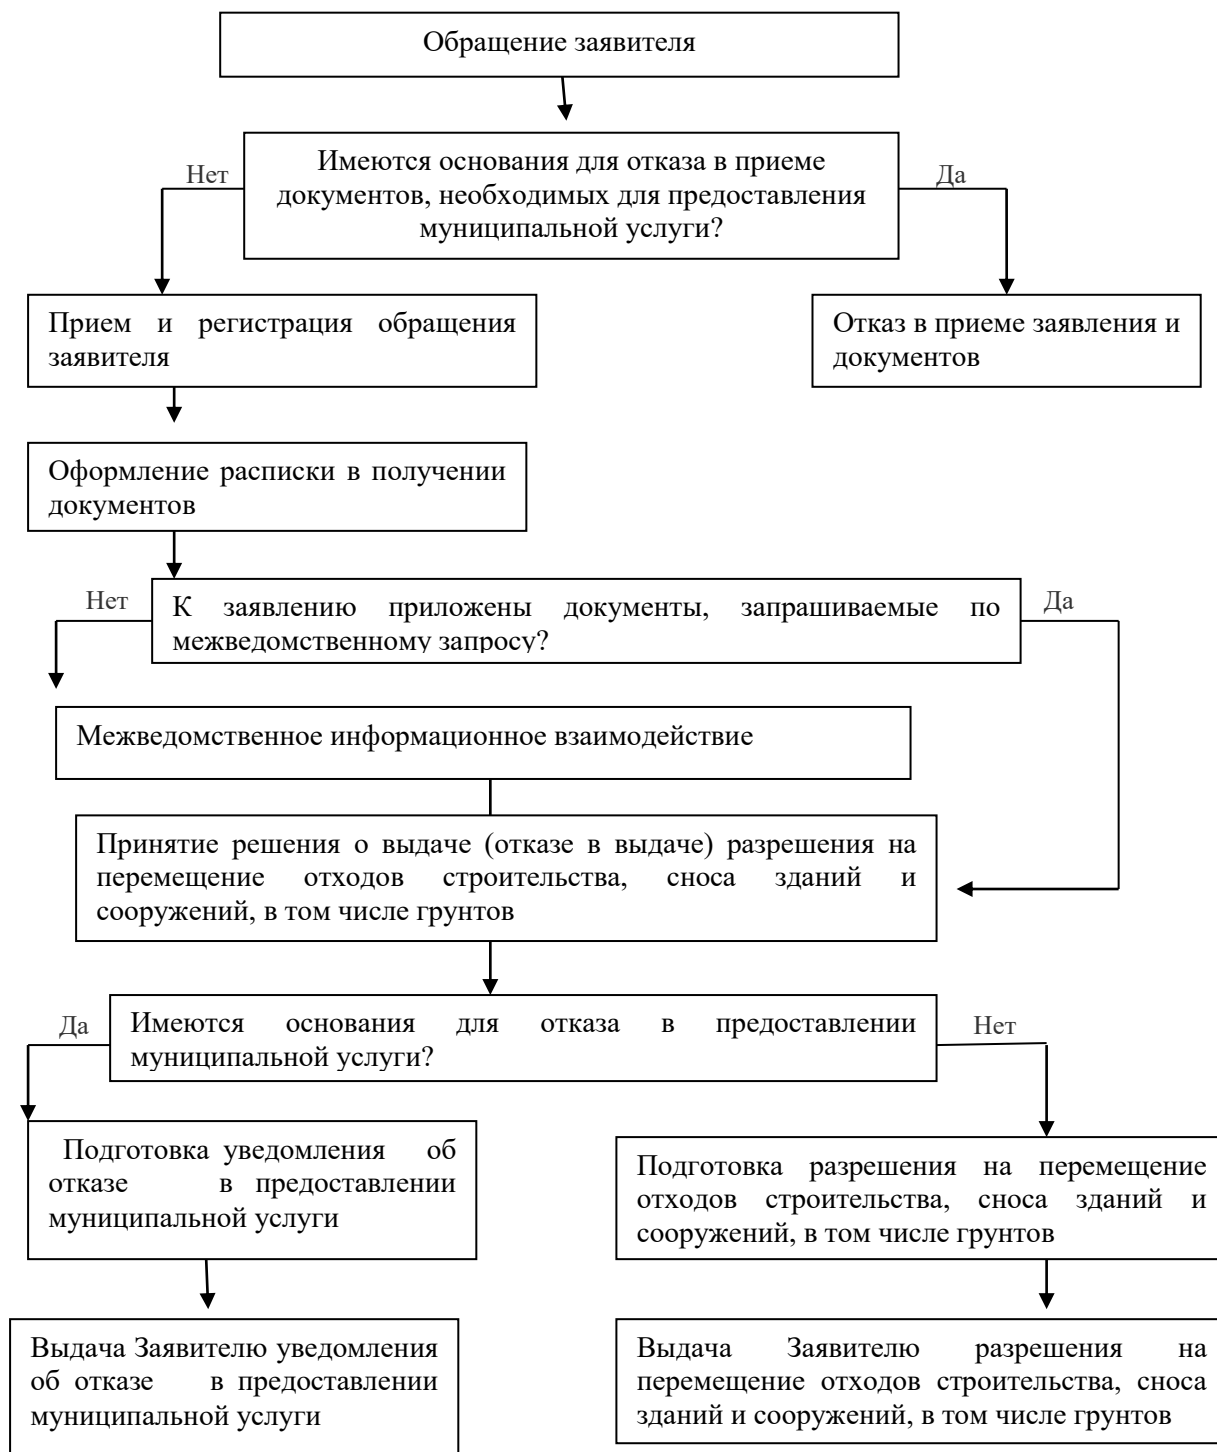 Обращение заявителя
Нет
Имеются основания для отказа в приеме
документов, необходимых для предоставления
муниципальной услуги?
Да
Прием и регистрация обращения
заявителя
Отказ в приеме заявления и
документов
Оформление расписки в получении
документов
Нет
К заявлению приложены документы, запрашиваемые по
межведомственному запросу?
Да
Межведомственное информационное взаимодействие
Принятие решения о выдаче (отказе в выдаче) разрешения на
перемещение отходов строительства, сноса зданий и
сооружений, в том числе грунтов
Да
Имеются основания для отказа в предоставлении
муниципальной услуги?
Нет
Подготовка уведомления об
отказе в предоставлении
муниципальной услуги
Подготовка разрешения на перемещение
отходов строительства, сноса зданий и
сооружений, в том числе грунтов
Выдача Заявителю уведомления
об отказе в предоставлении
муниципальной услуги
Выдача Заявителю разрешения на
перемещение отходов строительства, сноса
зданий и сооружений, в том числе грунтов